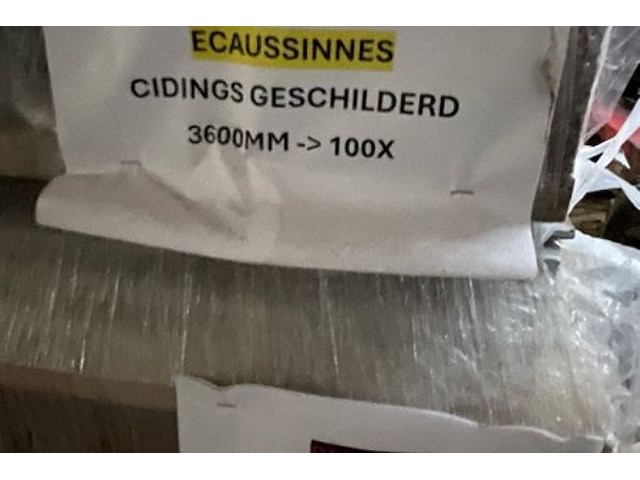 ECAUSSINNES
CIDINGS GESCHILDERD
3600MM -> 100X